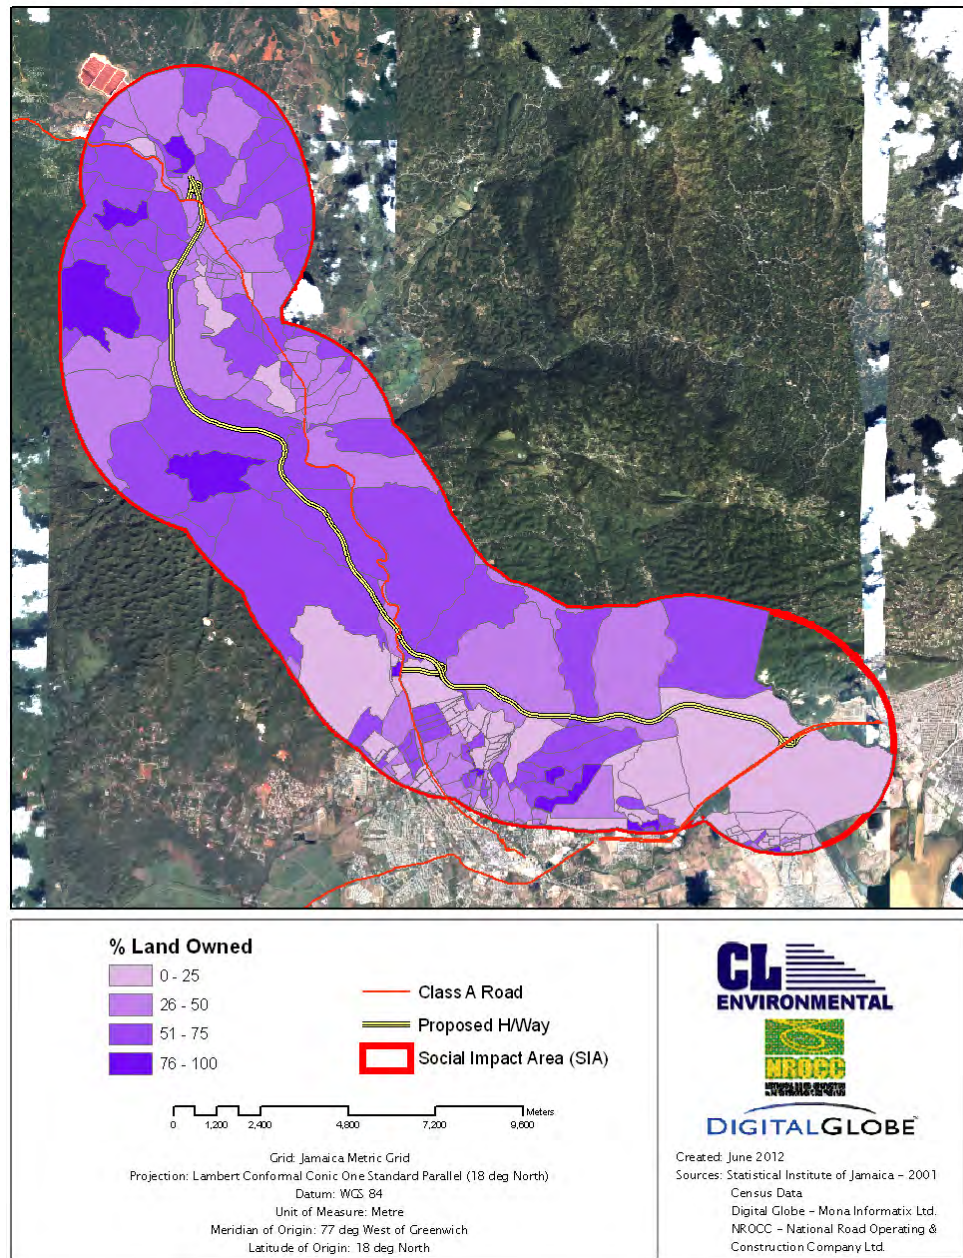 % Land Owned
0 - 25
26 - 50
51 - 75
76 - 100
Class A Road
Proposed H/Way
Social Impact Area (SIA)
0 1,200 2,400 4,800 7,200 9,600 Meters
Grid: Jamaica Metric Grid
Projection: Lambert Conformal Conic One Standard Parallel (18 deg North)
Datum: WGS 84
Unit of Measure: Metre
Meridian of Origin: 77 deg West of Greenwich
Latitude of Origin: 18 deg North
CL
ENVIRONMENTAL
NROCC
DIGITALGLOBE
Created: June 2012
Sources: Statistical Institute of Jamaica - 2001
Census Data
Digital Globe - Mona Informatix Ltd.
NROCC - National Road Operating &
Construction Company Ltd.